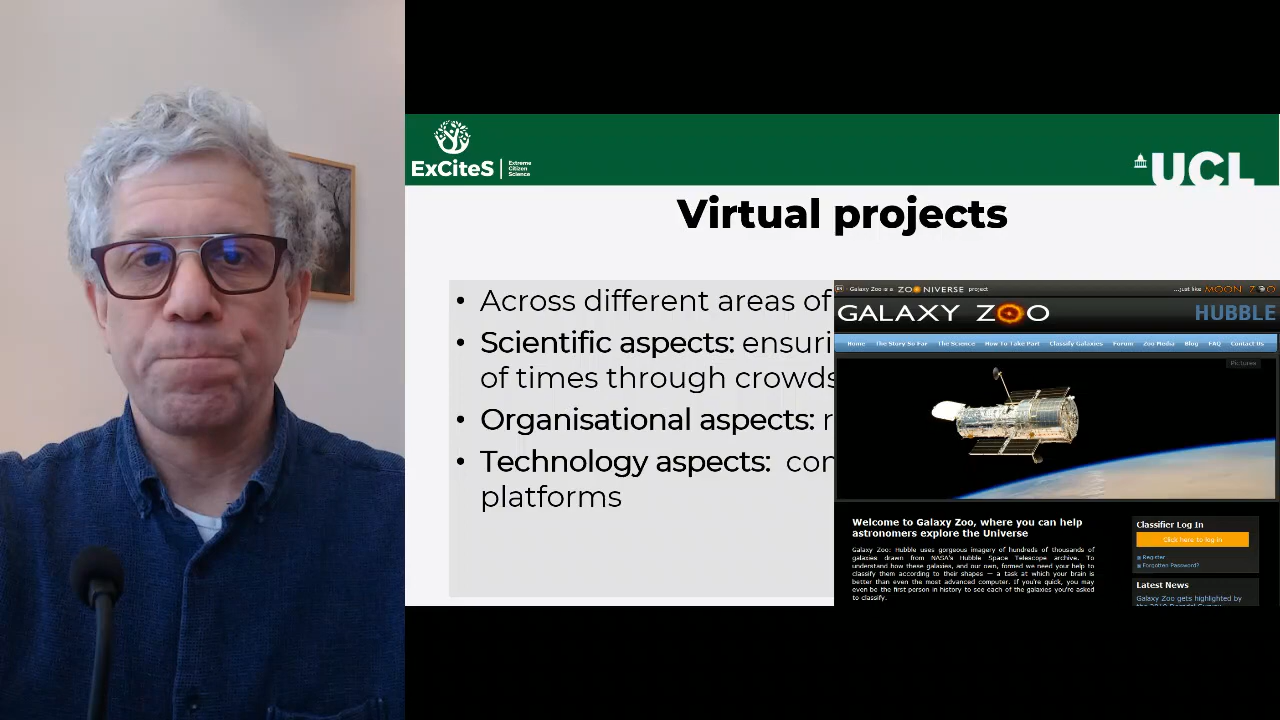 ExCiteS
Extreme
Citizen
Science
UCL
Virtual projects
• Across different areas of
• Scientific aspects: ensuri
of times through crowds
• Organisational aspects: r
• Technology aspects: con
platforms
Galaxy Zoo is a ZOONIVERSE project
...just like MOON ZOO
GALAXY ZOO
HUBBLE
Home The Story So Far The Science How To Take Part Classify Galaxies Forum Zoo Media Blog FAQ Contact Us
Pictures
Welcome to Galaxy Zoo, where you can help
astronomers explore the Universe
Galaxy Zoo: Hubble uses gorgeous imagery of hundreds of thousands of
galaxies drawn from NASA's Hubble Space Telescope archive. To
understand how these galaxies, and our own, formed we need your help to
classify them according to their shapes — a task at which your brain is
better than even the most advanced computer. If you're quick, you may
even be the first person in history to see each of the galaxies you're asked
to classify.
Classifier Log In
Click here to log in
Register
Forgotten Password?
Latest News
Galaxy Zoo gets highlighted by